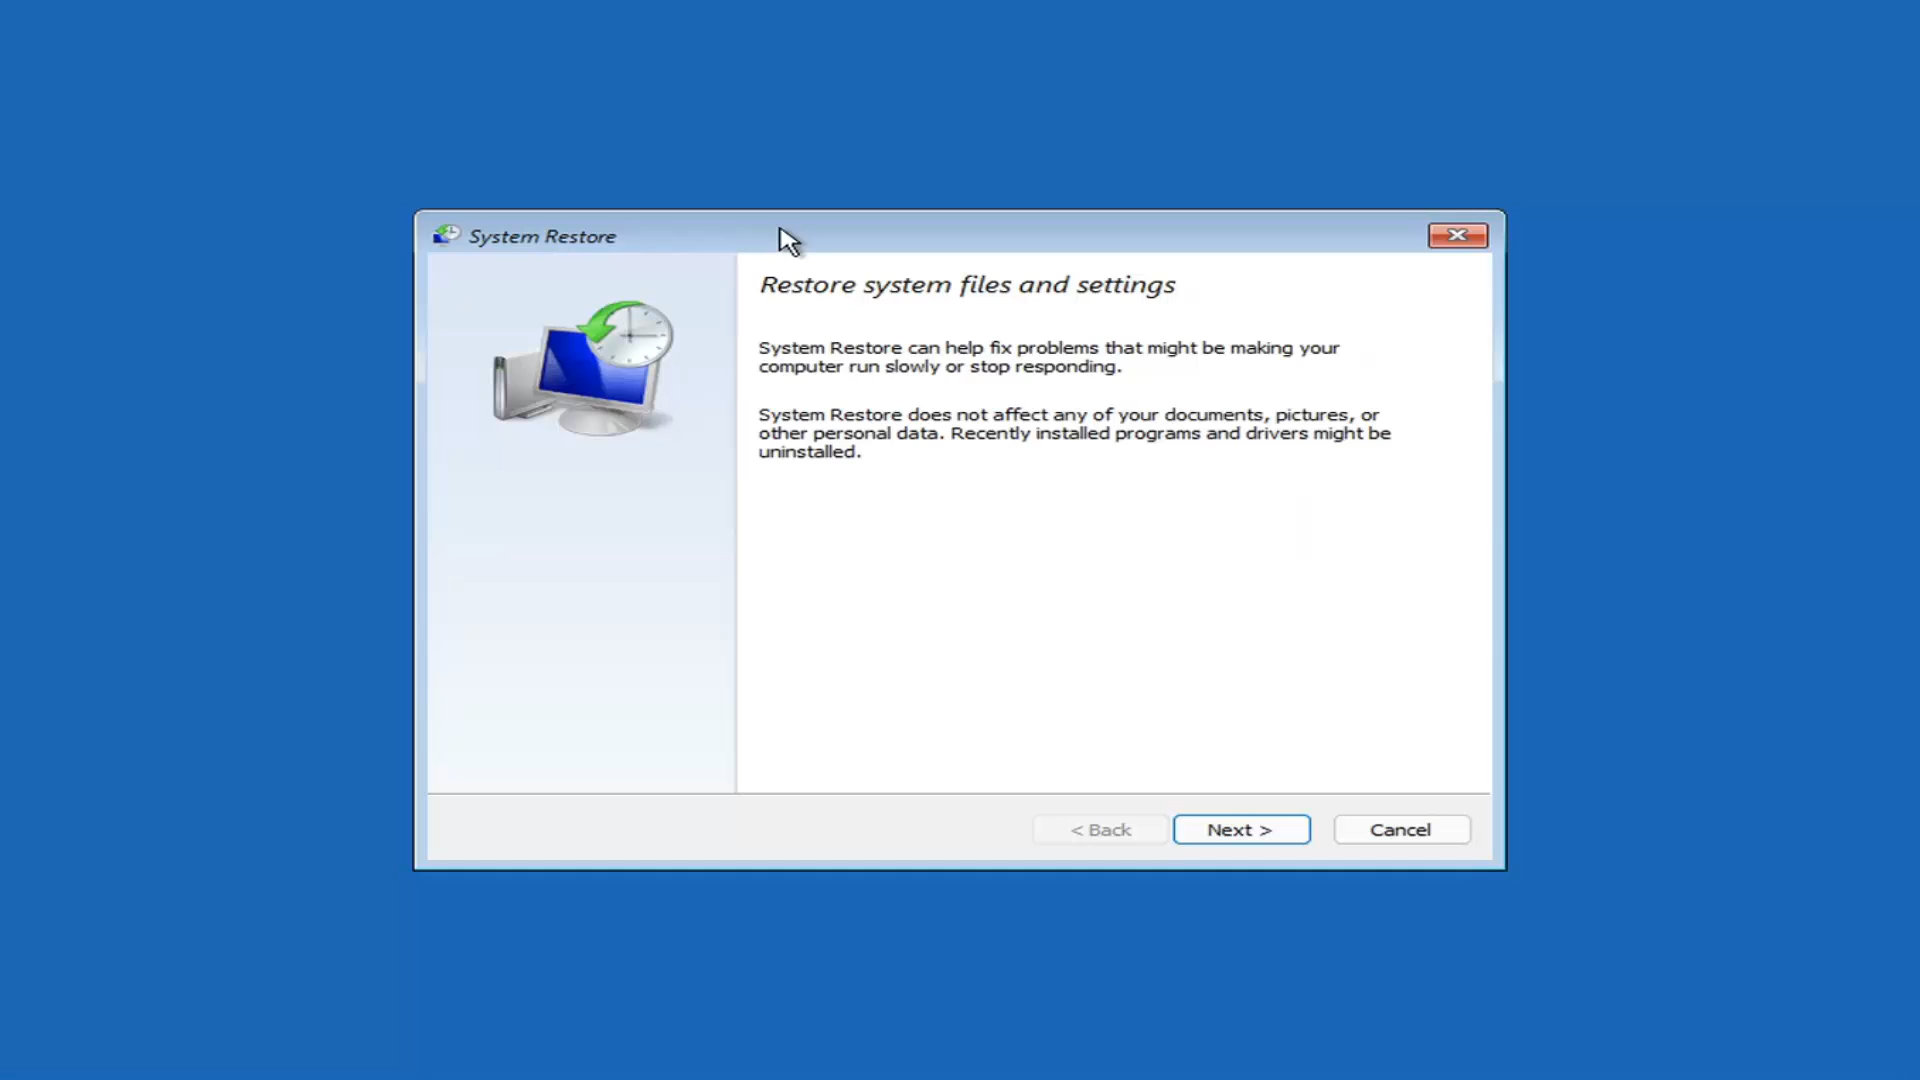 System Restore
Restore system files and settings
System Restore can help fix problems that might be making your
computer run slowly or stop responding.
System Restore does not affect any of your documents, pictures, or
other personal data. Recently installed programs and drivers might be
uninstalled.
< Back
Next >
Cancel